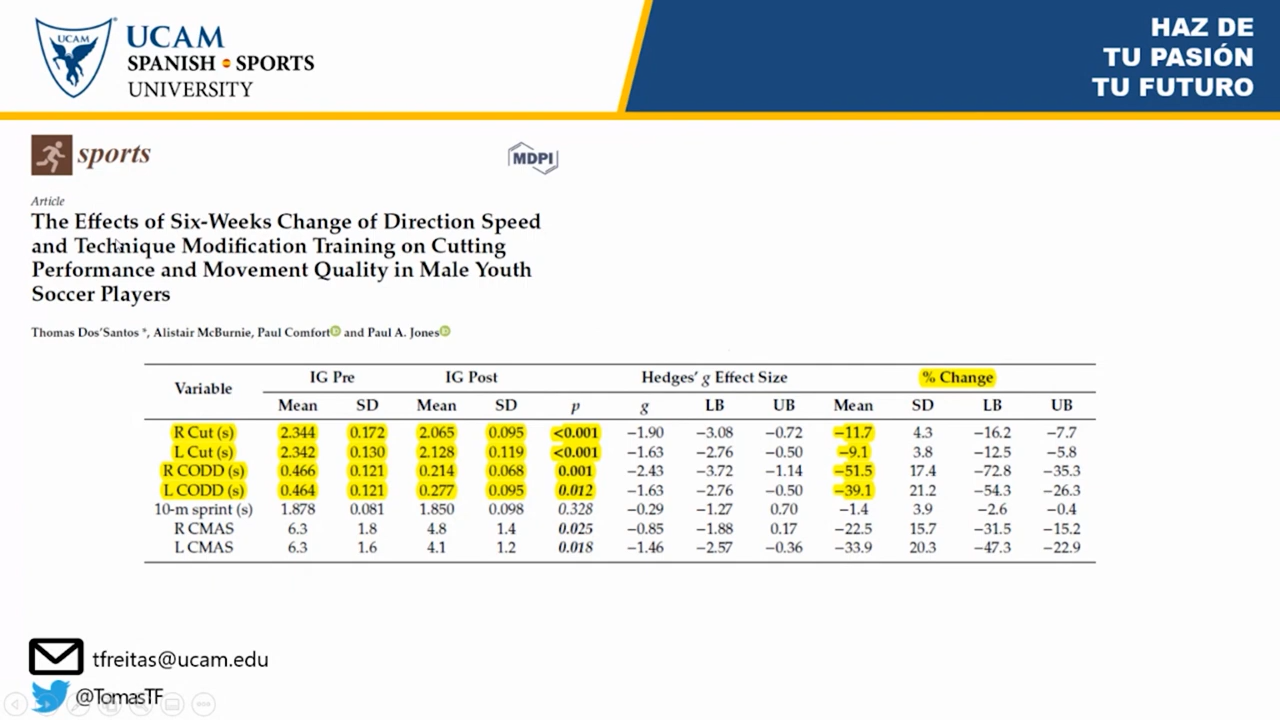 UCAM
UCAM
SPANISH SPORTS
UNIVERSITY
HAZ DE
TU PASIÓN
TU FUTURO
sports
MDPI
Article
The Effects of Six-Weeks Change of Direction Speed
and Technique Modification Training on Cutting
Performance and Movement Quality in Male Youth
Soccer Players
Thomas Dos'Santos *, Alistair McBurnie, Paul Comfort and Paul A. Jones
Variable IG Pre IG Post Hedges' g Effect Size % Change
Mean SD Mean SD p g LB UB Mean SD LB UB
R Cut (s) 2.344 0.172 2.065 0.095 <0.001 −1.90 −3.08 −0.72 −11.7 4.3 −16.2 −7.7
L Cut (s) 2.342 0.130 2.128 0.119 <0.001 −1.63 −2.76 −0.50 −9.1 3.8 −12.5 −5.8
R CODD (s) 0.466 0.121 0.214 0.068 0.001 −2.43 −3.72 −1.14 −51.5 17.4 −72.8 −35.3
L CODD (s) 0.464 0.121 0.277 0.095 0.012 −1.63 −2.76 −0.50 −39.1 21.2 −54.3 −26.3
10-m sprint (s) 1.878 0.081 1.850 0.098 0.328 −0.29 −1.27 0.70 −1.4 3.9 −2.6 −0.4
R CMAS 6.3 1.8 4.8 1.4 0.025 −0.85 −1.88 0.17 −22.5 15.7 −31.5 −15.2
L CMAS 6.3 1.6 4.1 1.2 0.018 −1.46 −2.57 −0.36 −33.9 20.3 −47.3 −22.9
tfreitas@ucam.edu
@TomasTF